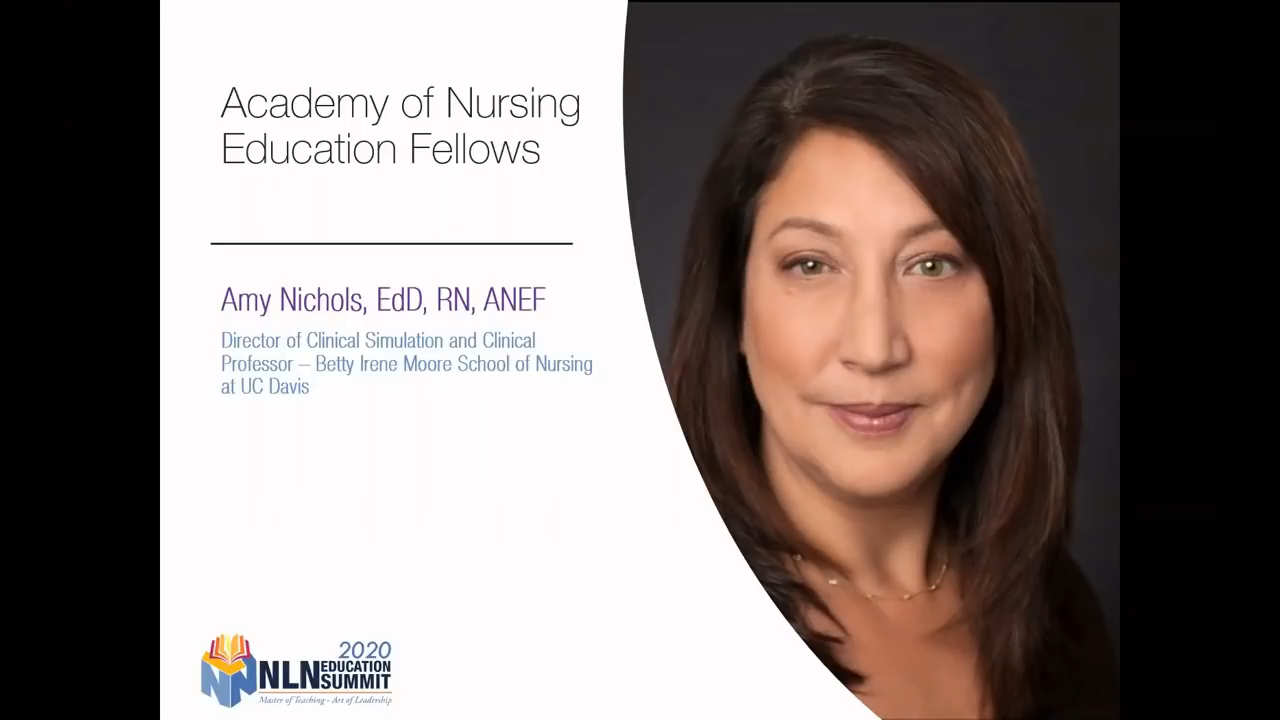 Academy of Nursing
Education Fellows
Amy Nichols, EdD, RN, ANEF
Director of Clinical Simulation and Clinical
Professor – Betty Irene Moore School of Nursing
at UC Davis
2020
NLN EDUCATION
SUMMIT
Master of Teaching - Art of Leadership